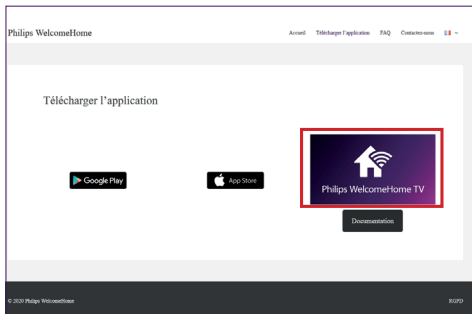 Philips WelcomeHome
Accueil Télécharger l'application FAQ Contactez-nous
Télécharger l'application
Google Play
App Store
Philips WelcomeHome TV
Documentation
© 2020 Philips WelcomeHome
RGPD